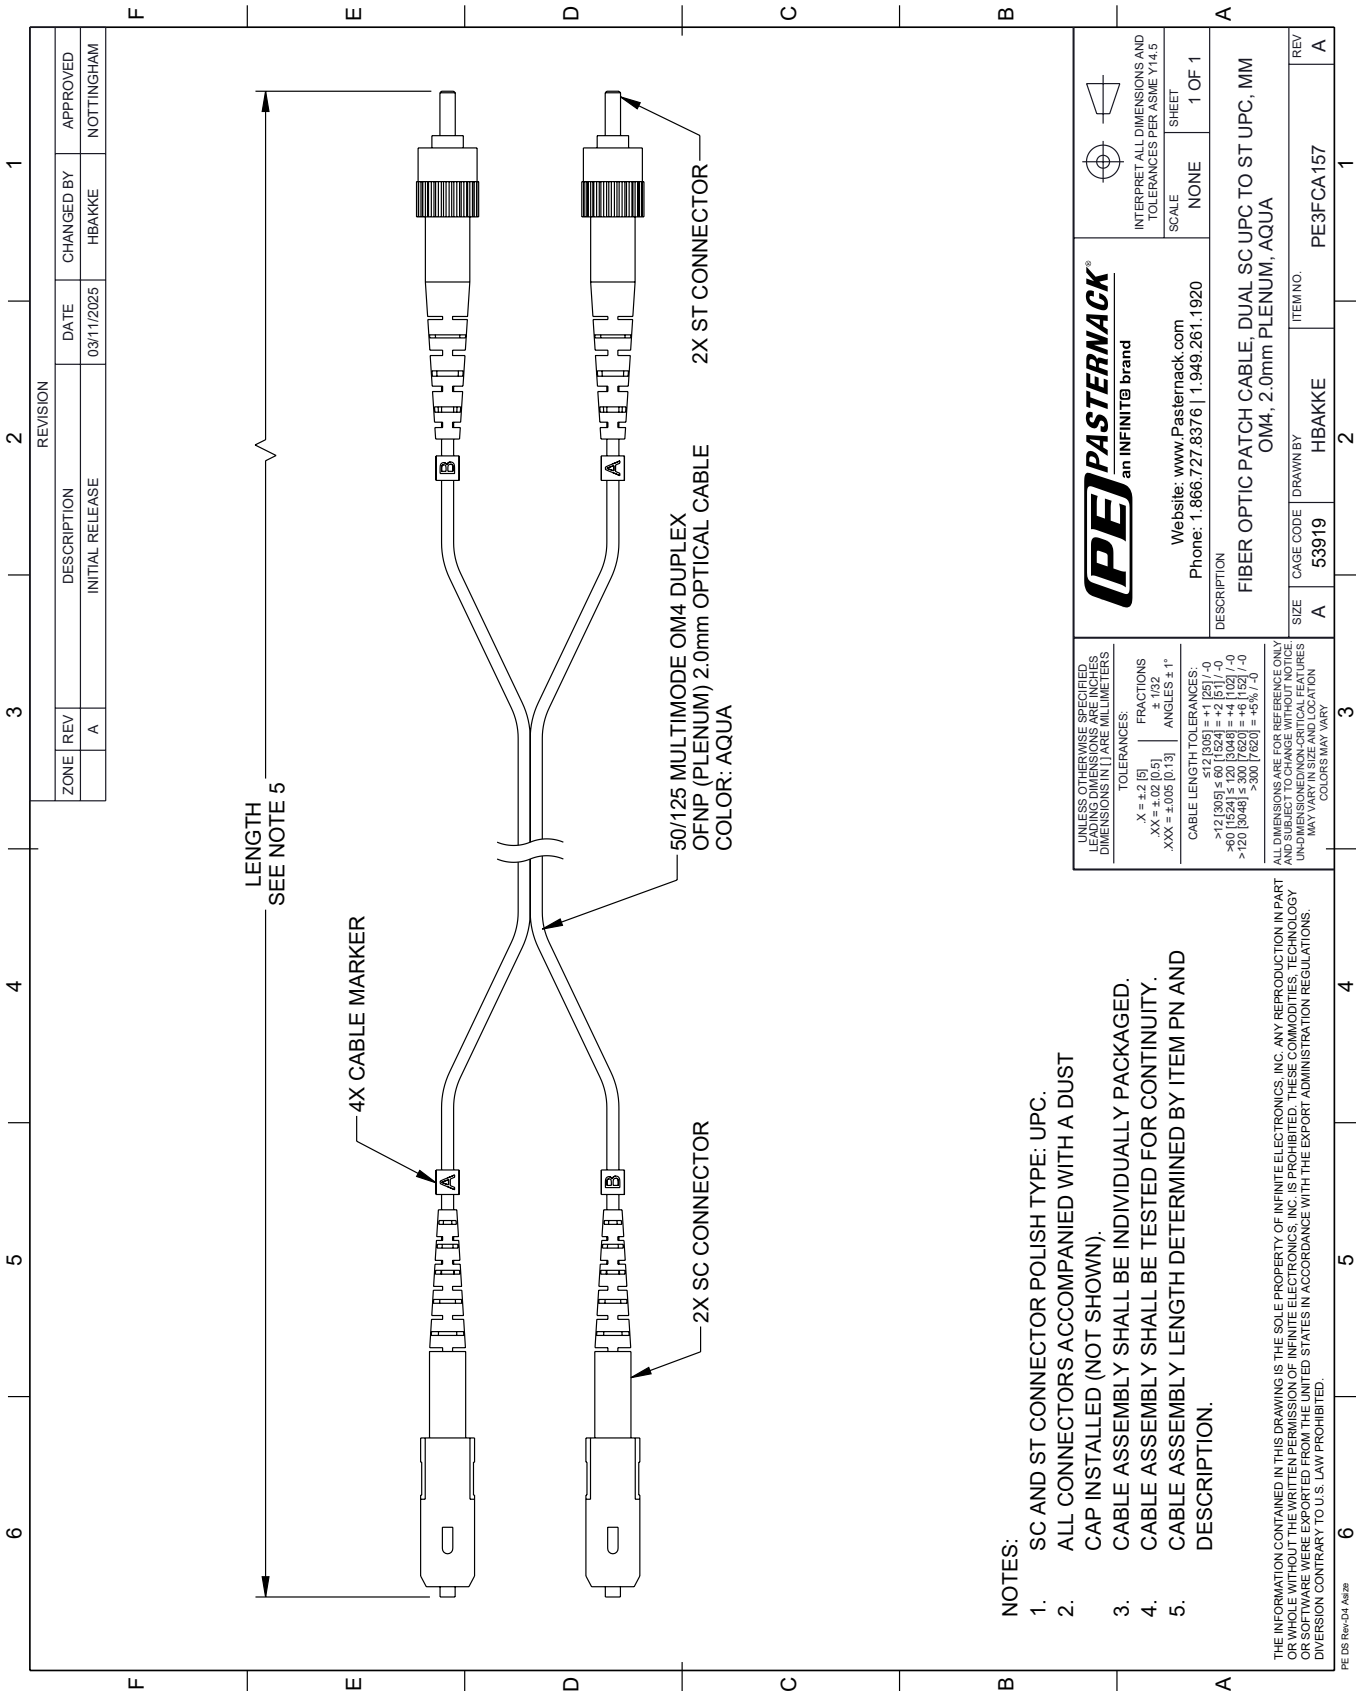 F
E
D
C
B
A
F
E
D
C
B
A
6
5
4
3
2
1
6
5
4
3
2
1
REVISION
ZONE REV DESCRIPTION DATE CHANGED BY APPROVED
A INITIAL RELEASE 03/11/2025 HBAKKE NOTTINGHAM
LENGTH
SEE NOTE 5
4X CABLE MARKER
A
B
B
A
2X SC CONNECTOR
2X ST CONNECTOR
50/125 MULTIMODE OM4 DUPLEX
OFNP (PLENUM) 2.0mm OPTICAL CABLE
COLOR: AQUA
NOTES:
1. SC AND ST CONNECTOR POLISH TYPE: UPC.
2. ALL CONNECTORS ACCOMPANIED WITH A DUST
CAP INSTALLED (NOT SHOWN).
3. CABLE ASSEMBLY SHALL BE INDIVIDUALLY PACKAGED.
4. CABLE ASSEMBLY SHALL BE TESTED FOR CONTINUITY.
5. CABLE ASSEMBLY LENGTH DETERMINED BY ITEM PN AND
DESCRIPTION.
THE INFORMATION CONTAINED IN THIS DRAWING IS THE SOLE PROPERTY OF INFINITE ELECTRONICS, INC. ANY REPRODUCTION IN PART
OR WHOLE WITHOUT THE WRITTEN PERMISSION OF INFINITE ELECTRONICS, INC. IS PROHIBITED. THESE COMMODITIES, TECHNOLOGY
OR SOFTWARE WERE EXPORTED FROM THE UNITED STATES IN ACCORDANCE WITH THE EXPORT ADMINISTRATION REGULATIONS.
DIVERSION CONTRARY TO U.S. LAW PROHIBITED.
UNLESS OTHERWISE SPECIFIED
LEADING DIMENSIONS ARE INCHES
DIMENSIONS IN [ ] ARE MILLIMETERS
TOLERANCES:
.X = ±.2 [5] FRACTIONS
.XX = ±.02 [0.5] ± 1/32
.XXX = ±.005 [0.13] ANGLES ± 1°
CABLE LENGTH TOLERANCES:
≤12 [305] = +1 [25] / -0
>12 [305] ≤ 60 [1524] = +2 [51] / -0
>60 [1524] ≤ 120 [3048] = +4 [102] / -0
>120 [3048] ≤ 300 [7620] = +6 [152] / -0
>300 [7620] = +5% / -0
ALL DIMENSIONS ARE FOR REFERENCE ONLY
AND SUBJECT TO CHANGE WITHOUT NOTICE.
UN-DIMENSIONED/NON-CRITICAL FEATURES
MAY VARY IN SIZE AND LOCATION
COLORS MAY VARY
PE PASTERNACK®
an INFINIT@ brand
Website: www.Pasternack.com
Phone: 1.866.727.8376 | 1.949.261.1920
INTERPRET ALL DIMENSIONS AND
TOLERANCES PER ASME Y14.5
SCALE SHEET
NONE 1 OF 1
DESCRIPTION
FIBER OPTIC PATCH CABLE, DUAL SC UPC TO ST UPC, MM
OM4, 2.0mm PLENUM, AQUA
SIZE CAGE CODE DRAWN BY ITEM NO. REV
A 53919 HBAKKE PE3FCA157 A
PE DS Rev-D4 Asize